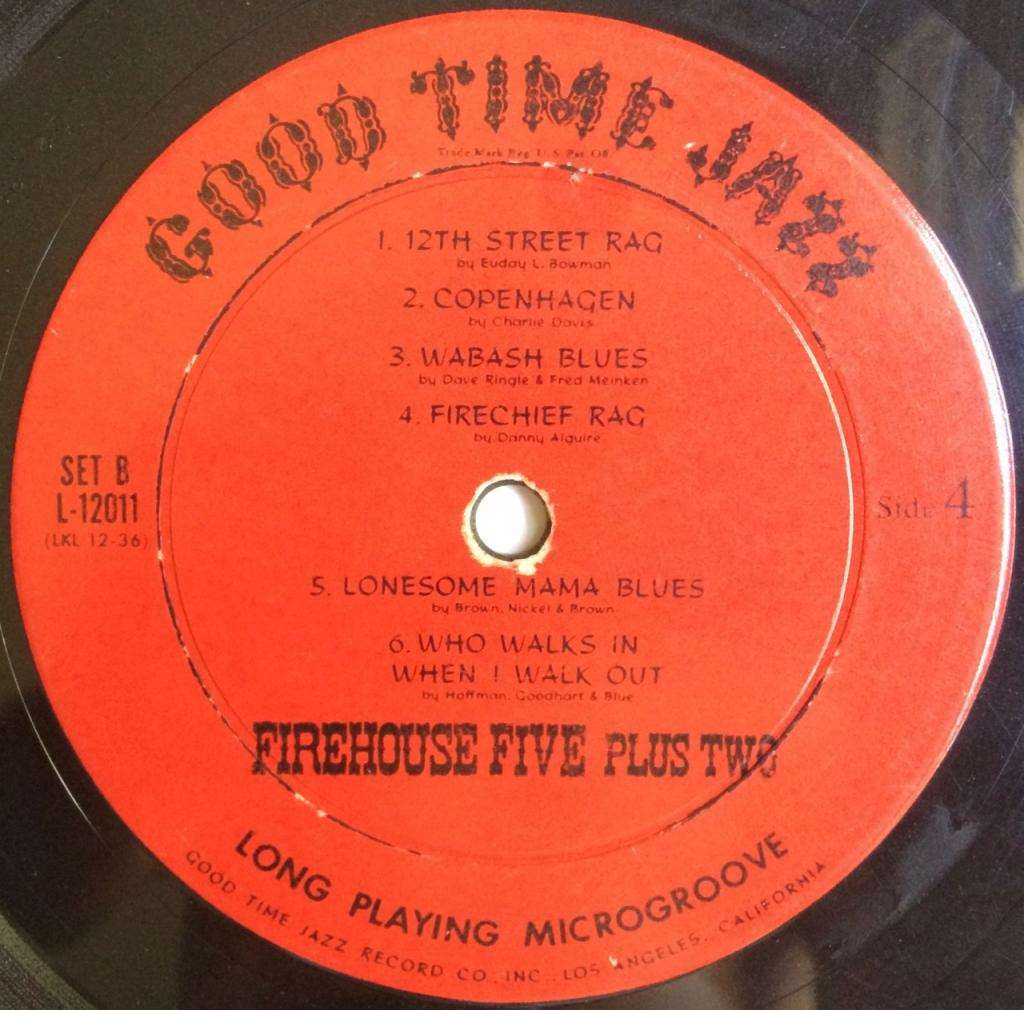 GOOD TIME JAZZ
Trade Mark Reg U. S. Pat. Off.
1. 12TH STREET RAG
by Euday L. Bowman
2. COPENHAGEN
by Charlie Davis
3. WABASH BLUES
by Dave Ringle & Fred Meinken
4. FIRECHIEF RAG
by Danny Alguire
SET B
L-12011
(LKL 12-36)
Side 4
5. LONESOME MAMA BLUES
by Brown, Nickel & Brown
6. WHO WALKS IN
WHEN I WALK OUT
by Hoffman, Goodhart & Blue
FIREHOUSE FIVE PLUS TWO
LONG PLAYING MICROGROOVE
GOOD TIME JAZZ RECORD CO. INC., LOS ANGELES, CALIFORNIA